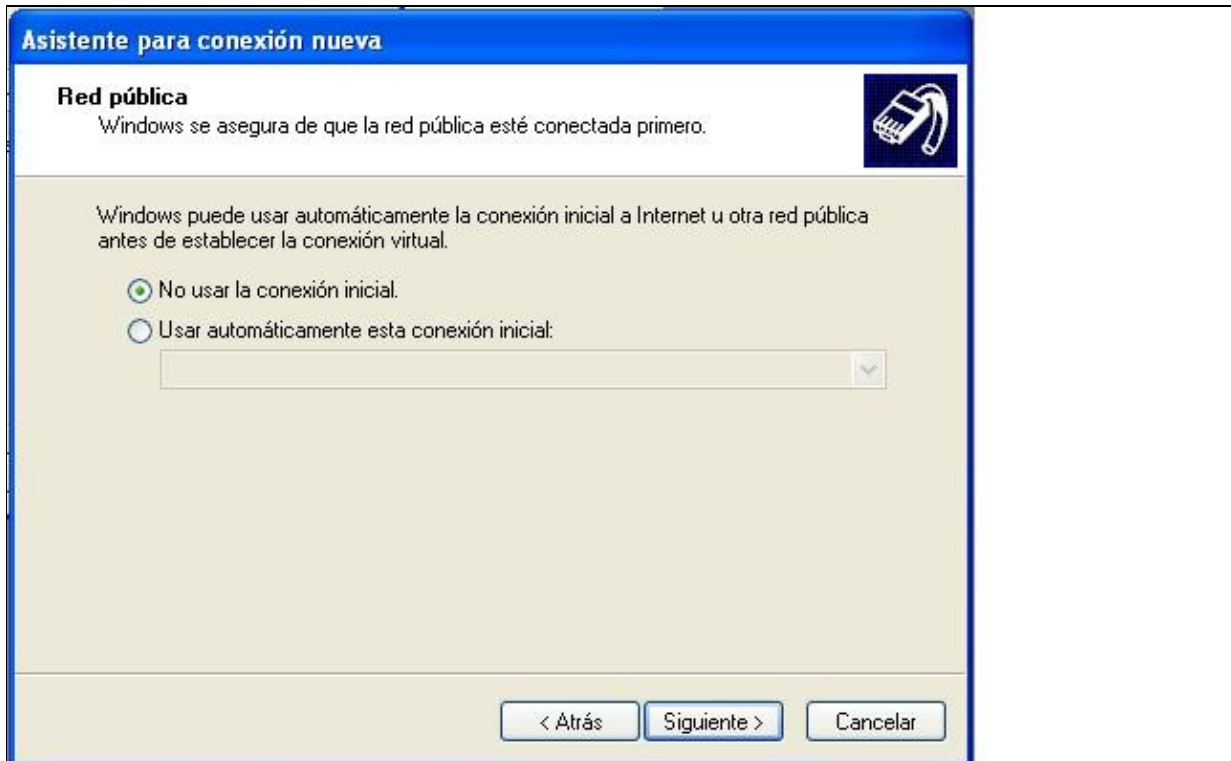 Asistente para conexión nueva
Red pública
Windows se asegura de que la red pública esté conectada primero.
Windows puede usar automáticamente la conexión inicial a Internet u otra red pública
antes de establecer la conexión virtual.
No usar la conexión inicial.
Usar automáticamente esta conexión inicial:
< Atrás Siguiente > Cancelar